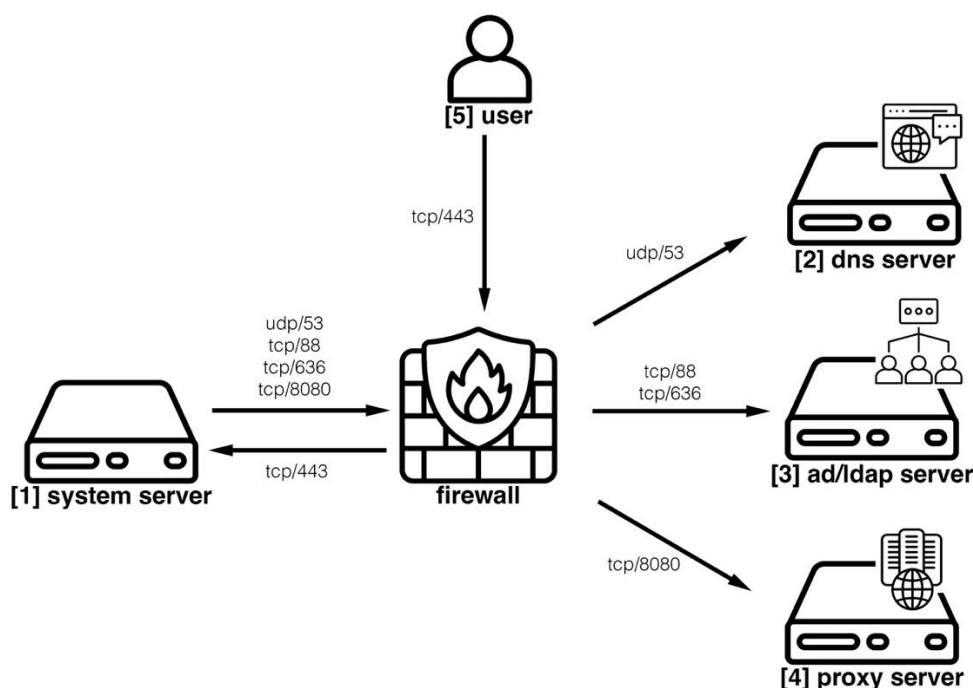 [5] user
tcp/443
[2] dns server
udp/53
udp/53
tcp/88
tcp/636
tcp/8080
tcp/443
[1] system server
firewall
tcp/88
tcp/636
[3] ad/ldap server
tcp/8080
[4] proxy server